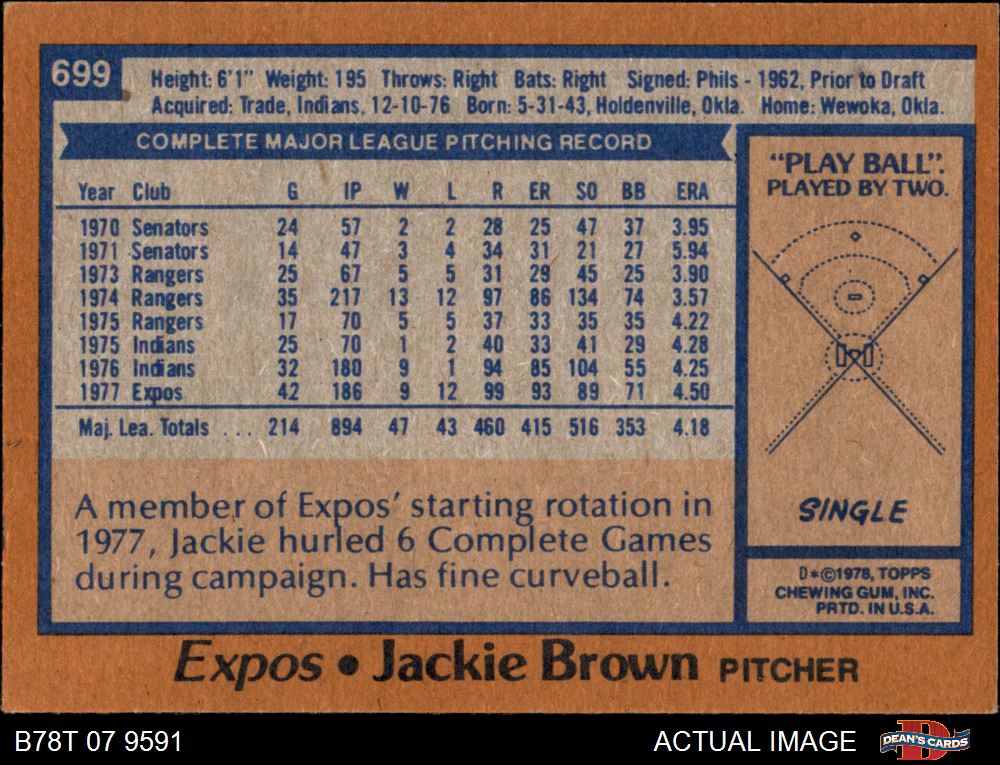 699
Height: 6'1" Weight: 195 Throws: Right Bats: Right Signed: Phils - 1962, Prior to Draft
Acquired: Trade, Indians, 12-10-76 Born: 5-31-43, Holdenville, Okla. Home: Wewoka, Okla.
COMPLETE MAJOR LEAGUE PITCHING RECORD
Year Club G IP W L R ER SO BB ERA
1970 Senators 24 57 2 2 28 25 47 37 3.95
1971 Senators 14 47 3 4 34 31 21 27 5.94
1973 Rangers 25 67 5 5 31 29 45 25 3.90
1974 Rangers 35 217 13 12 97 86 134 74 3.57
1975 Rangers 17 70 5 5 37 33 35 35 4.22
1975 Indians 25 70 1 2 40 33 41 29 4.28
1976 Indians 32 180 9 1 94 85 104 55 4.25
1977 Expos 42 186 9 12 99 93 89 71 4.50
Maj. Lea. Totals ... 214 894 47 43 460 415 516 353 4.18
A member of Expos' starting rotation in
1977, Jackie hurled 6 Complete Games
during campaign. Has fine curveball.
"PLAY BALL".
PLAYED BY TWO.
SINGLE
D*©1978, TOPPS
CHEWING GUM, INC.
PRTD. IN U.S.A.
Expos • Jackie Brown PITCHER
B78T 07 9591
ACTUAL IMAGE
DEAN'S CARDS